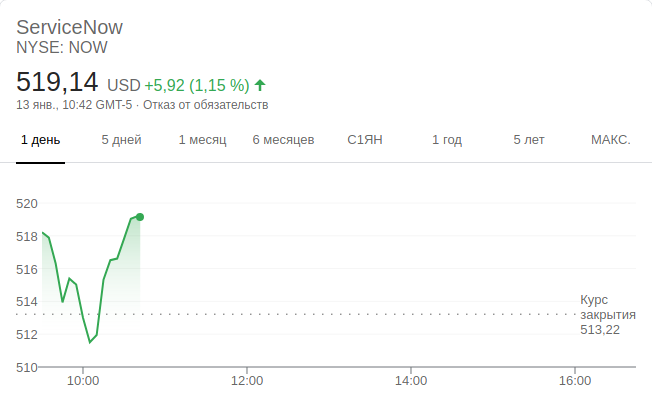 ServiceNow
NYSE: NOW
519,14 USD +5,92 (1,15 %)
13 янв., 10:42 GMT-5 · Отказ от обязательств
1 день 5 дней 1 месяц 6 месяцев С1ЯН 1 год 5 лет МАКС.
520
518
516
514
512
510
Курс
закрытия
513,22
10:00 12:00 14:00 16:00